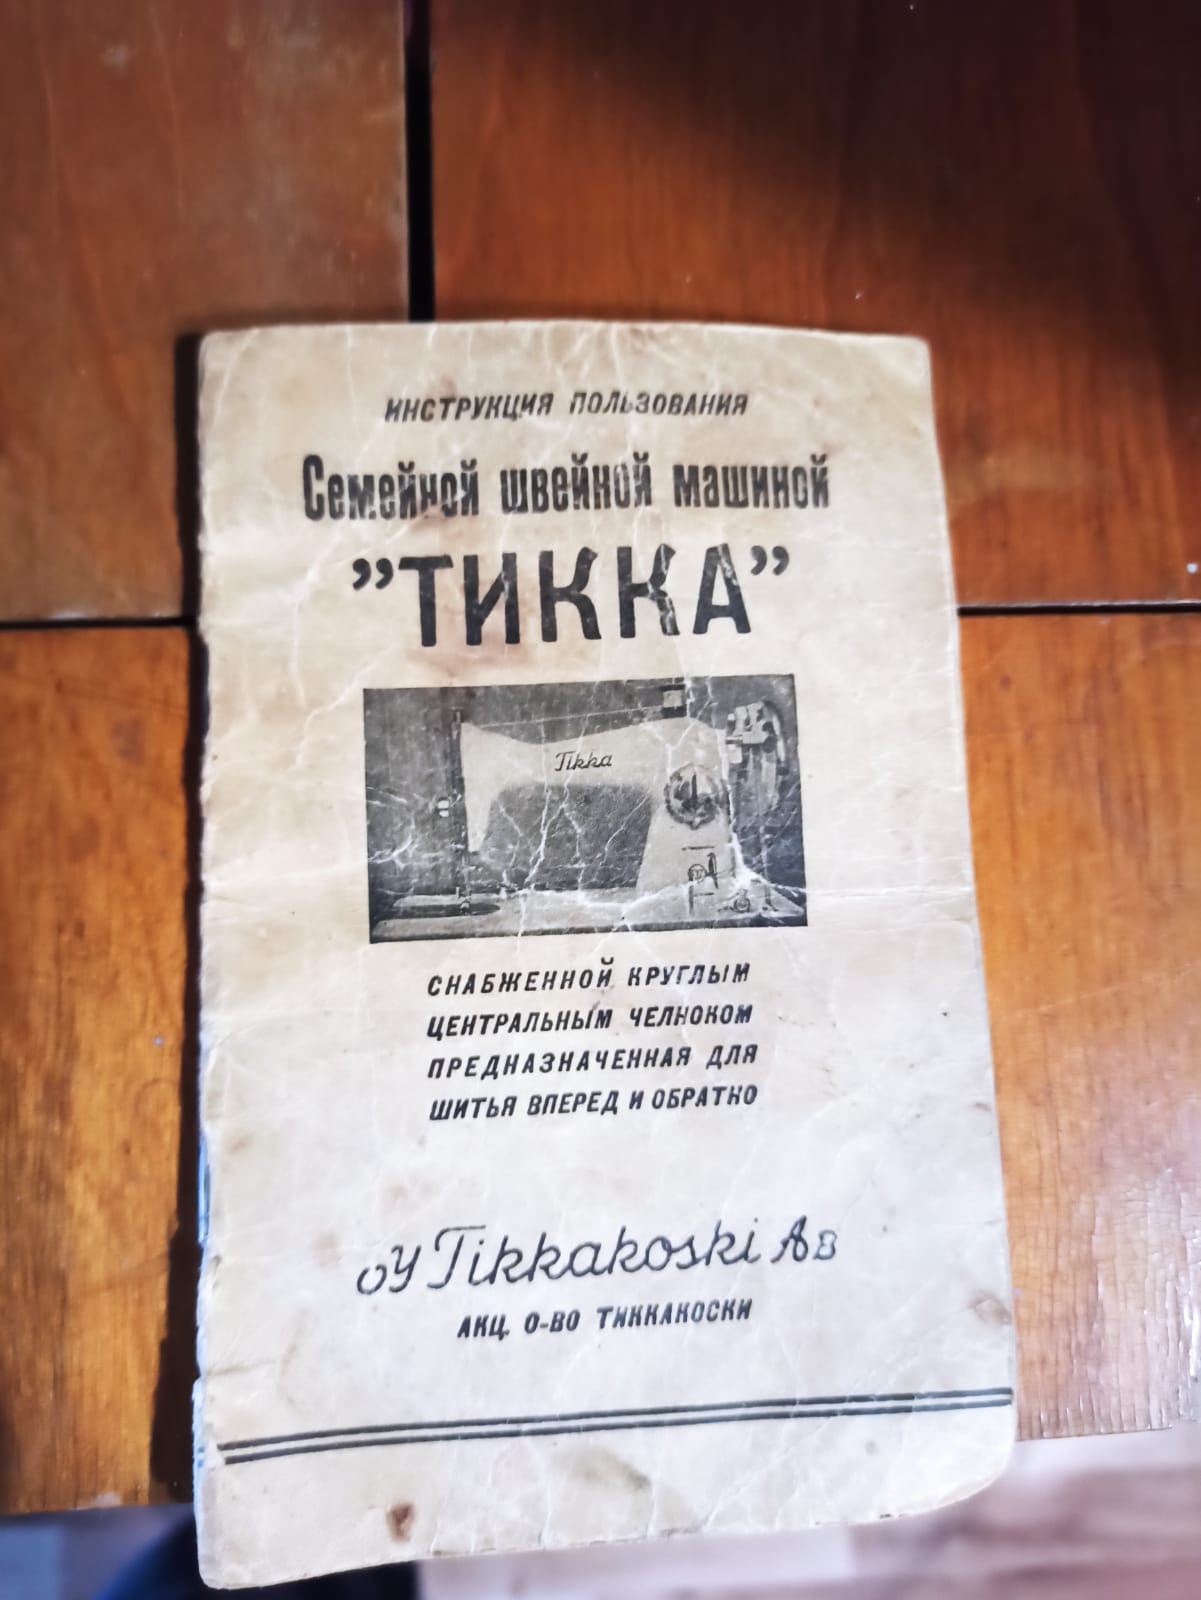 ИНСТРУКЦИЯ ПОЛЬЗОВАНИЯ
Семейной швейной машиной
”ТИККА”
Tikka
СНАБЖЕННОЙ КРУГЛЫМ
ЦЕНТРАЛЬНЫМ ЧЕЛНОКОМ
ПРЕДНАЗНАЧЕННАЯ ДЛЯ
ШИТЬЯ ВПЕРЕД И ОБРАТНО
OY Tikkakoski AB
АКЦ. О-ВО ТИККАКОСКИ